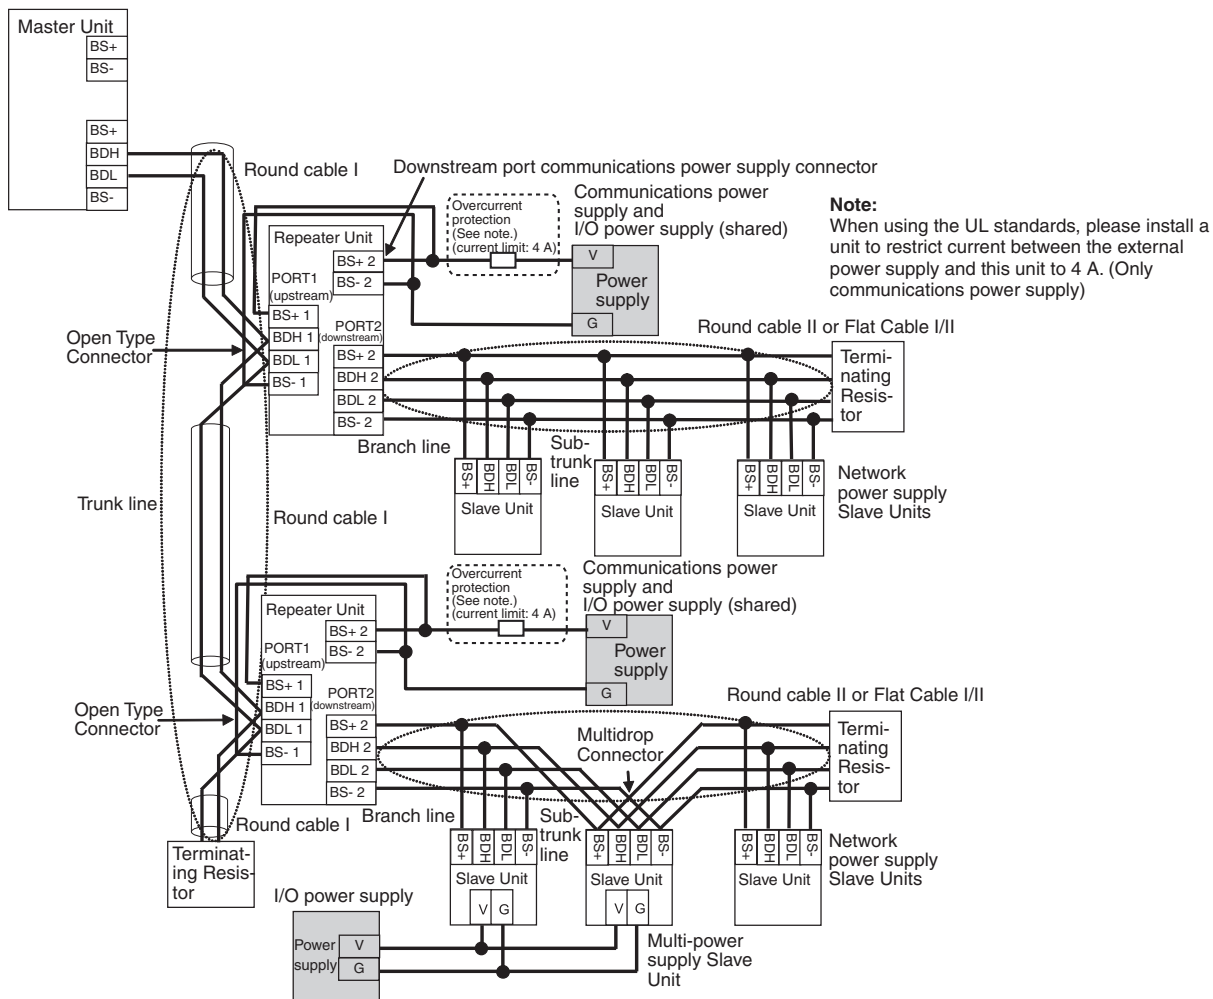 Master Unit
BS+
BS-
BS+
BDH
BDL
BS-
Round cable I
Downstream port communications power supply connector
Overcurrent
protection
(See note.)
(current limit: 4 A)
Communications power
supply and
I/O power supply (shared)
Note:
When using the UL standards, please install a
unit to restrict current between the external
power supply and this unit to 4 A. (Only
communications power supply)
Repeater Unit
BS+ 2
BS- 2
PORT1
(upstream)
BS+ 1
BDH 1
BDL 1
BS- 1
PORT2
(downstream)
BS+ 2
BDH 2
BDL 2
BS- 2
V
Power
supply
G
Open Type
Connector
Round cable II or Flat Cable I/II
Termi-
nating
Resis-
tor
Branch line
Sub-
trunk
line
BS+
BDH
BDL
BS-
Slave Unit
BS+
BDH
BDL
BS-
Slave Unit
BS+
BDH
BDL
BS-
Slave Unit
Network
power supply
Slave Units
Trunk line
Round cable I
Overcurrent
protection
(See note.)
(current limit: 4 A)
Communications power
supply and
I/O power supply (shared)
Repeater Unit
BS+ 2
BS- 2
PORT1
(upstream)
BS+ 1
BDH 1
BDL 1
BS- 1
PORT2
(downstream)
BS+ 2
BDH 2
BDL 2
BS- 2
V
Power
supply
G
Open Type
Connector
Round cable II or Flat Cable I/II
Multidrop
Connector
Termi-
nating
Resis-
tor
Branch line
Sub-
trunk
line
Round cable I
Terminat-
ing Resis-
tor
BS+
BDH
BDL
BS-
Slave Unit
V
G
BS+
BDH
BDL
BS-
Slave Unit
V
G
BS+
BDH
BDL
BS-
Slave Unit
Network
power supply
Slave Units
I/O power supply
Power
supply
V
G
Multi-power
supply Slave
Unit